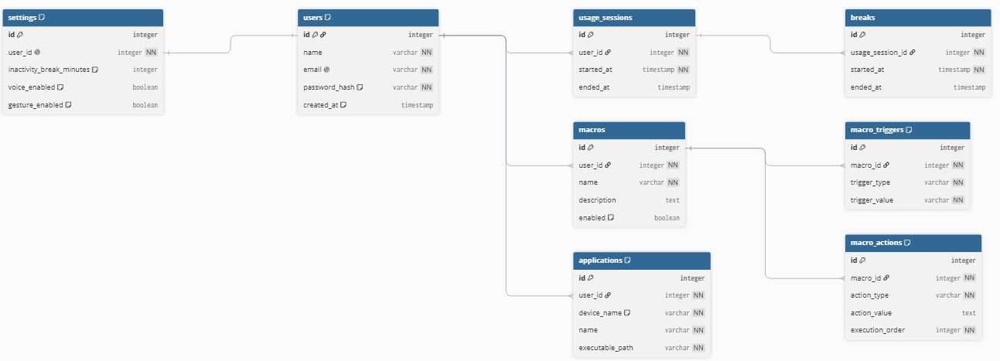 settings
id integer
user_id integer NN
inactivity_break_minutes integer
voice_enabled boolean
gesture_enabled boolean
users
id integer
name varchar NN
email varchar NN
password_hash varchar NN
created_at timestamp
usage_sessions
id integer
user_id integer NN
started_at timestamp NN
ended_at timestamp
breaks
id integer
usage_session_id integer NN
started_at timestamp NN
ended_at timestamp
macros
id integer
user_id integer NN
name varchar NN
description text
enabled boolean
macro_triggers
id integer
macro_id integer NN
trigger_type varchar NN
trigger_value varchar NN
applications
id integer
user_id integer NN
device_name varchar NN
name varchar NN
executable_path varchar NN
macro_actions
id integer
macro_id integer NN
action_type varchar NN
action_value text
execution_order integer NN